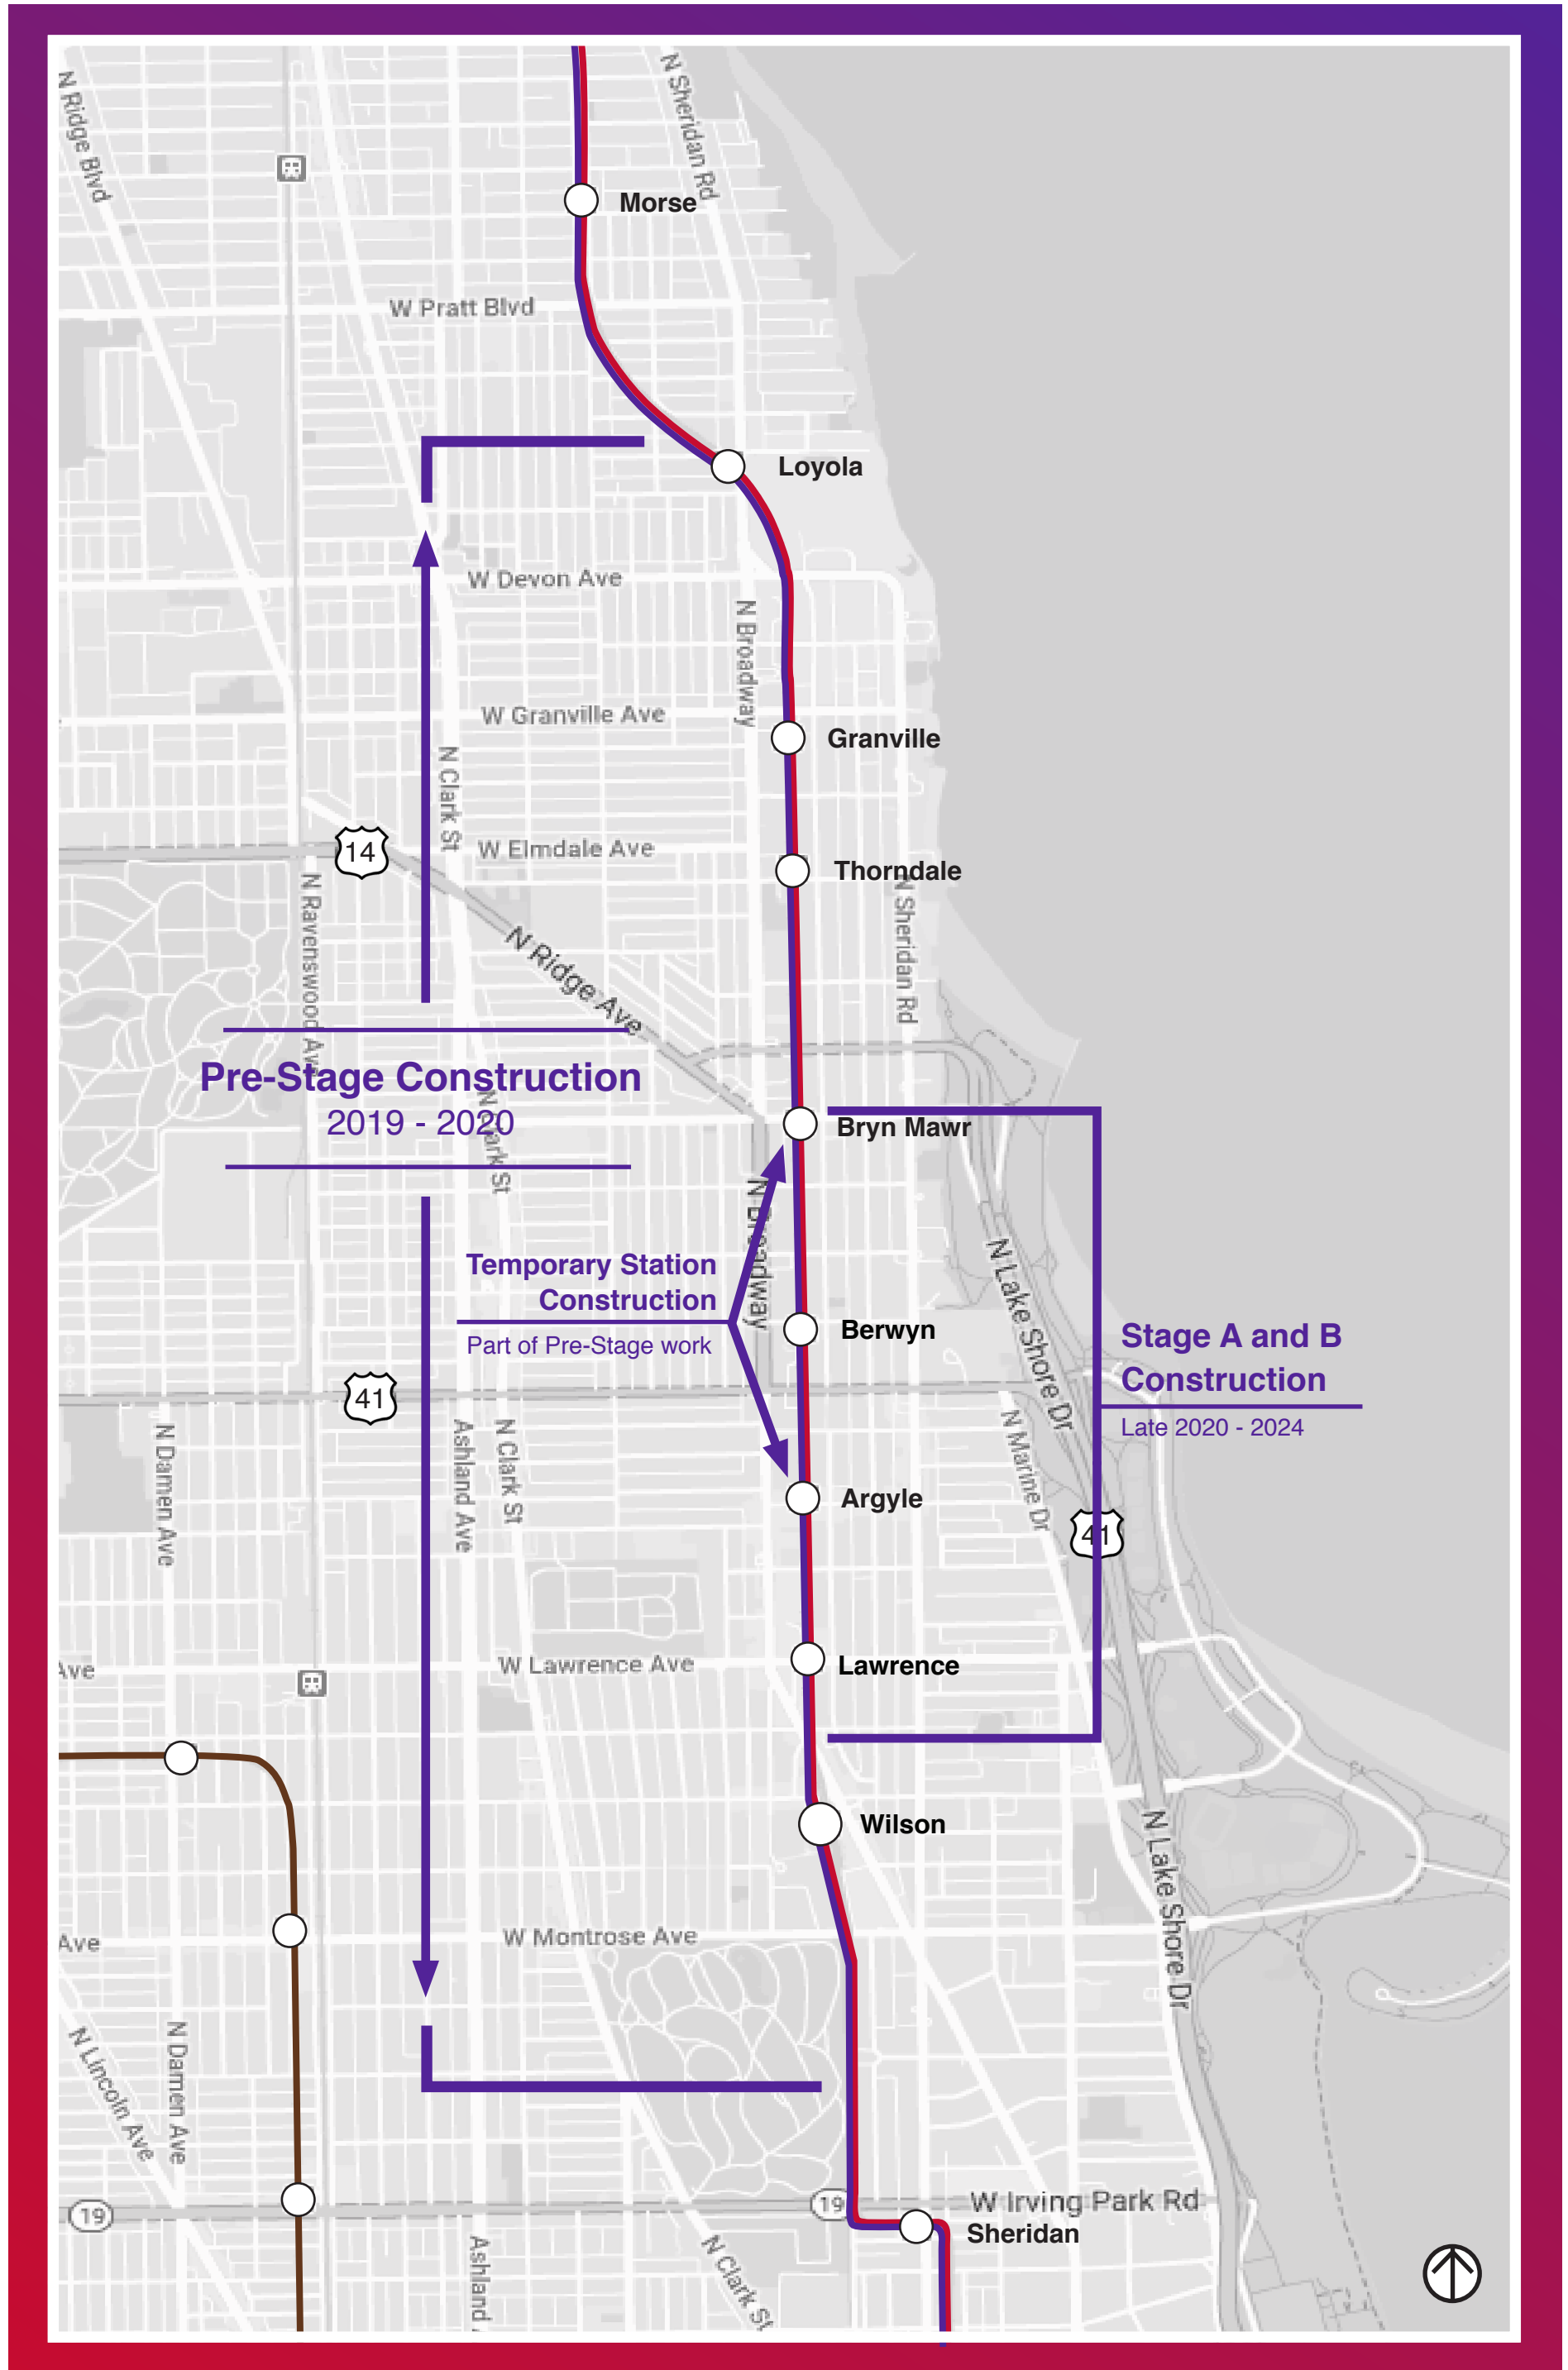 N Ridge Blvd
N Sheridan Rd
Morse
W Pratt Blvd
Loyola
W Devon Ave
N Broadway
W Granville Ave
Granville
N Clark St
14
W Elmdale Ave
Thorndale
N Ravenswood Ave
N Ridge Ave
N Sheridan Rd
Pre-Stage Construction
2019 - 2020
N Clark St
Bryn Mawr
N Broadway
Temporary Station
Construction
Part of Pre-Stage work
N Lake Shore Dr
Berwyn
Stage A and B
Construction
Late 2020 - 2024
41
N Damen Ave
Ashland Ave
N Clark St
N Marine Dr
Argyle
41
Ave
W Lawrence Ave
Lawrence
Wilson
N Lake Shore Dr
Ave
W Montrose Ave
N Lincoln Ave
N Damen Ave
19
19
W Irving Park Rd
Sheridan
Ashland
N Clark St